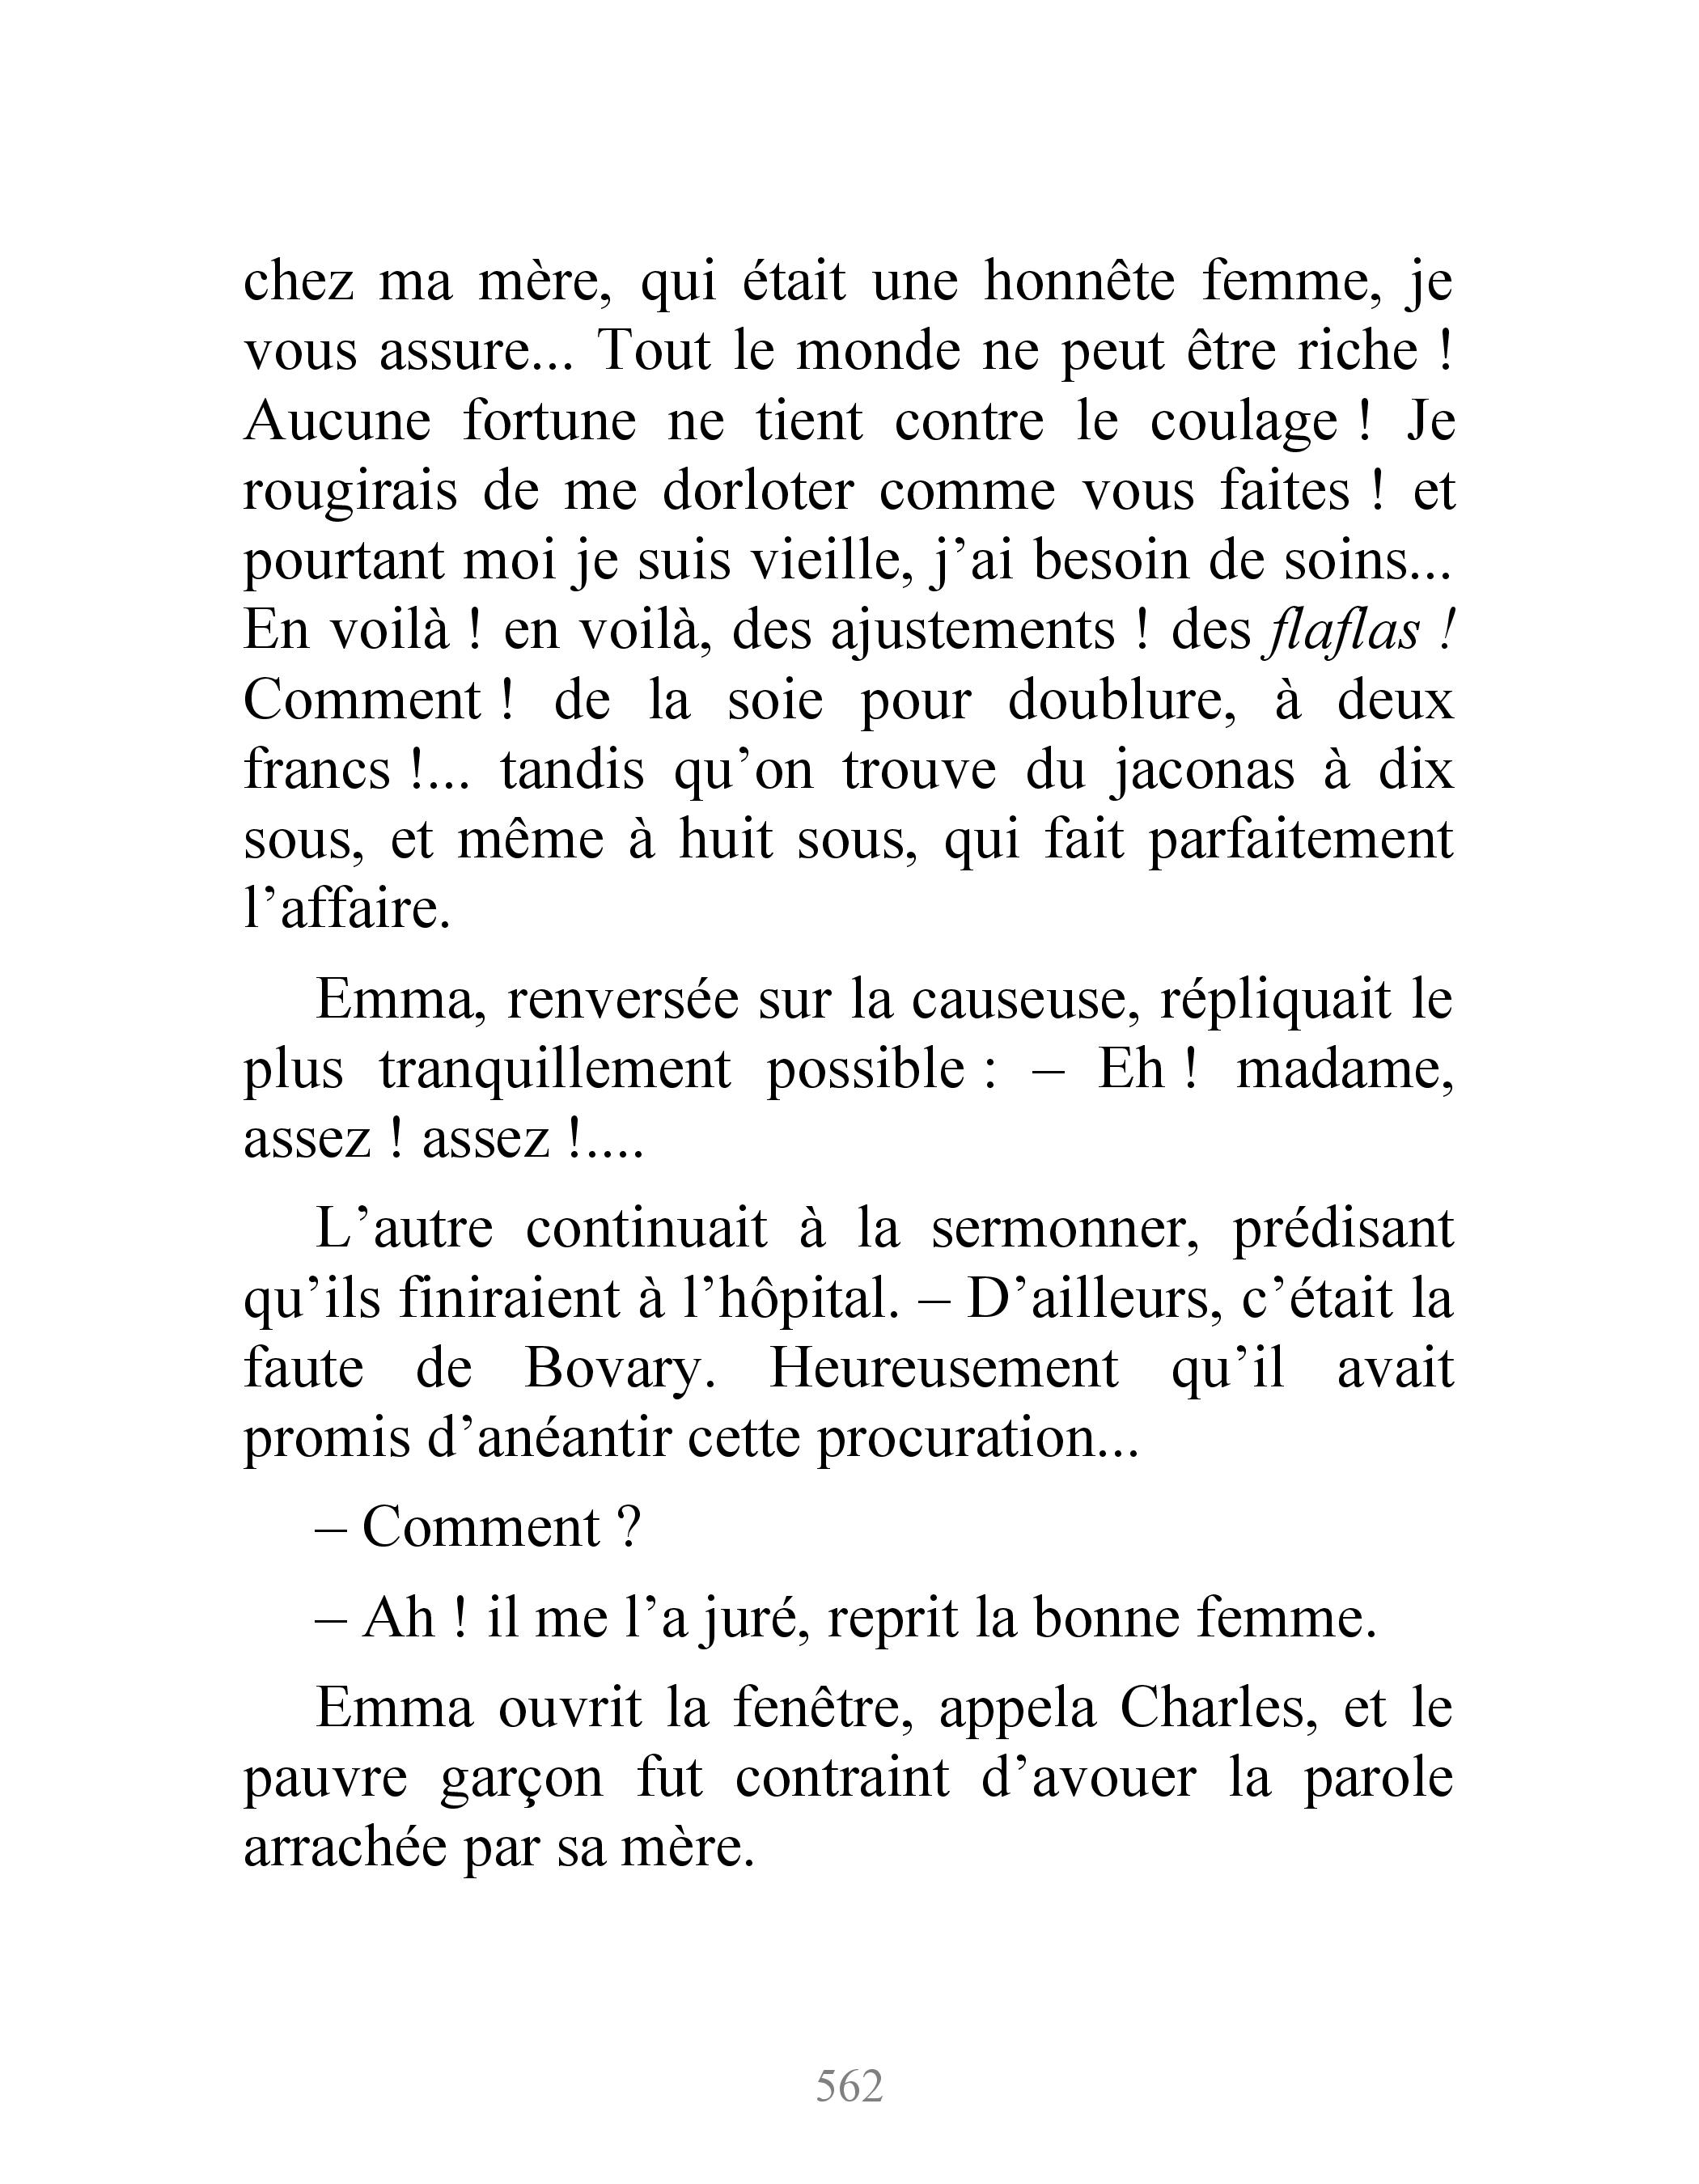 chez ma mère, qui était une honnête femme, je
vous assure... Tout le monde ne peut être riche !
Aucune fortune ne tient contre le coulage ! Je
rougirais de me dorloter comme vous faites ! et
pourtant moi je suis vieille, j’ai besoin de soins...
En voilà ! en voilà, des ajustements ! des flaflas !
Comment ! de la soie pour doublure, à deux
francs !... tandis qu’on trouve du jaconas à dix
sous, et même à huit sous, qui fait parfaitement
l’affaire.
Emma, renversée sur la causeuse, répliquait le
plus tranquillement possible : – Eh ! madame,
assez ! assez !....
L’autre continuait à la sermonner, prédisant
qu’ils finiraient à l’hôpital. – D’ailleurs, c’était la
faute de Bovary. Heureusement qu’il avait
promis d’anéantir cette procuration...
– Comment ?
– Ah ! il me l’a juré, reprit la bonne femme.
Emma ouvrit la fenêtre, appela Charles, et le
pauvre garçon fut contraint d’avouer la parole
arrachée par sa mère.
562